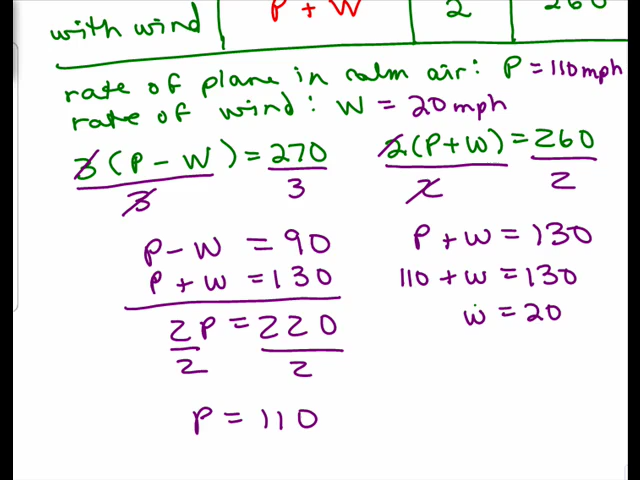 with wind P + W 2 260
rate of plane in calm air: P = 110 mph
rate of wind: W = 20 mph
3(P - W) = 270 2(P + W) = 260
3 3 2 2
P - W = 90 P + W = 130
P + W = 130 110 + W = 130
2P = 220 W = 20
2 2
P = 110